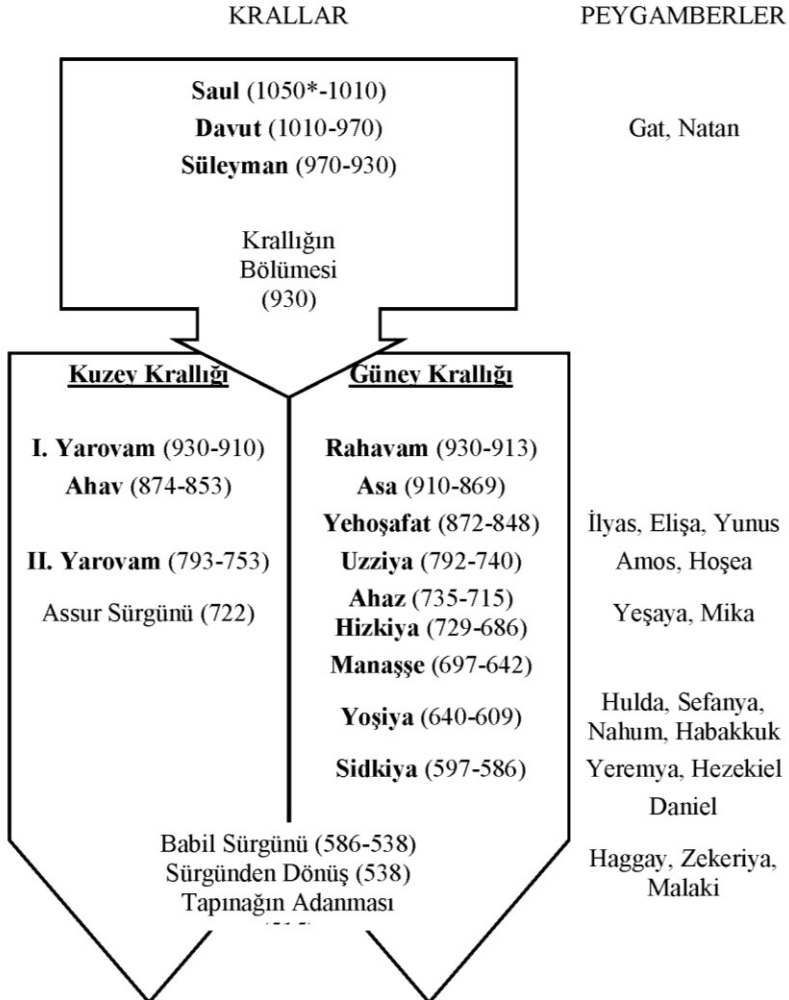 KRALLAR PEYGAMBERLER
Saul (1050*-1010)
Davut (1010-970) Gat, Natan
Süleyman (970-930)
Krallığın
Bölümesi
(930)
Kuzey Krallığı Güney Krallığı
I. Yarovam (930-910) Rahavam (930-913)
Ahav (874-853) Asa (910-869)
Yehoşafat (872-848) İlyas, Elişa, Yunus
II. Yarovam (793-753) Uzziya (792-740) Amos, Hoşea
Ahaz (735-715)
Assur Sürgünü (722) Hizkiya (729-686) Yeşaya, Mika
Manaşşe (697-642)
Yoşiya (640-609) Hulda, Sefanya,
Nahum, Habakkuk
Sidkiya (597-586) Yeremya, Hezekiel
Daniel
Babil Sürgünü (586-538)
Sürgünden Dönüş (538) Haggay, Zekeriya,
Tapınağın Adanması Malaki